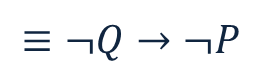 ≡ ¬Q → ¬P